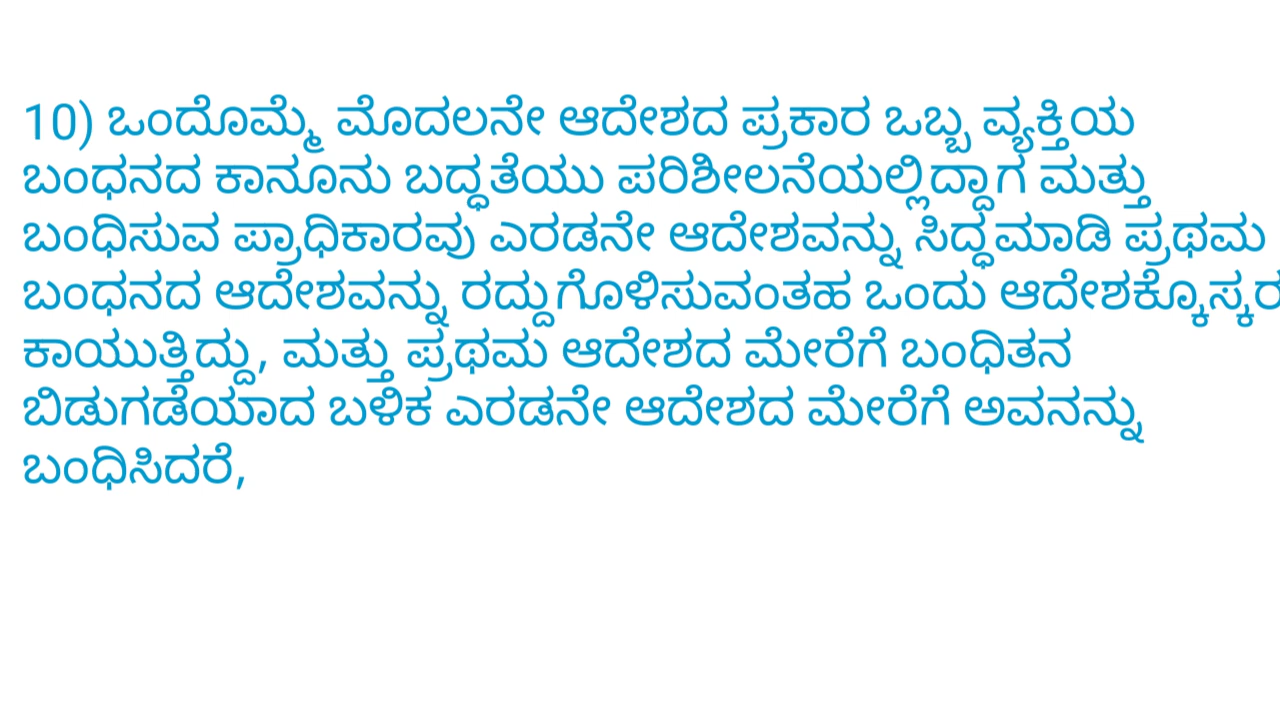 10) ಒಂದೊಮ್ಮೆ ಮೊದಲನೇ ಆದೇಶದ ಪ್ರಕಾರ ಒಬ್ಬ ವ್ಯಕ್ತಿಯ
ಬಂಧನದ ಕಾನೂನು ಬದ್ಧತೆಯು ಪರಿಶೀಲನೆಯಲ್ಲಿದ್ದಾಗ ಮತ್ತು
ಬಂಧಿಸುವ ಪ್ರಾಧಿಕಾರವು ಎರಡನೇ ಆದೇಶವನ್ನು ಸಿದ್ಧಮಾಡಿ ಪ್ರಥಮ
ಬಂಧನದ ಆದೇಶವನ್ನು ರದ್ದುಗೊಳಿಸುವಂತಹ ಒಂದು ಆದೇಶಕ್ಕೊಸ್ಕರ
ಕಾಯುತ್ತಿದ್ದು, ಮತ್ತು ಪ್ರಥಮ ಆದೇಶದ ಮೇರೆಗೆ ಬಂಧಿತನ
ಬಿಡುಗಡೆಯಾದ ಬಳಿಕ ಎರಡನೇ ಆದೇಶದ ಮೇರೆಗೆ ಅವನನ್ನು
ಬಂಧಿಸಿದರೆ,